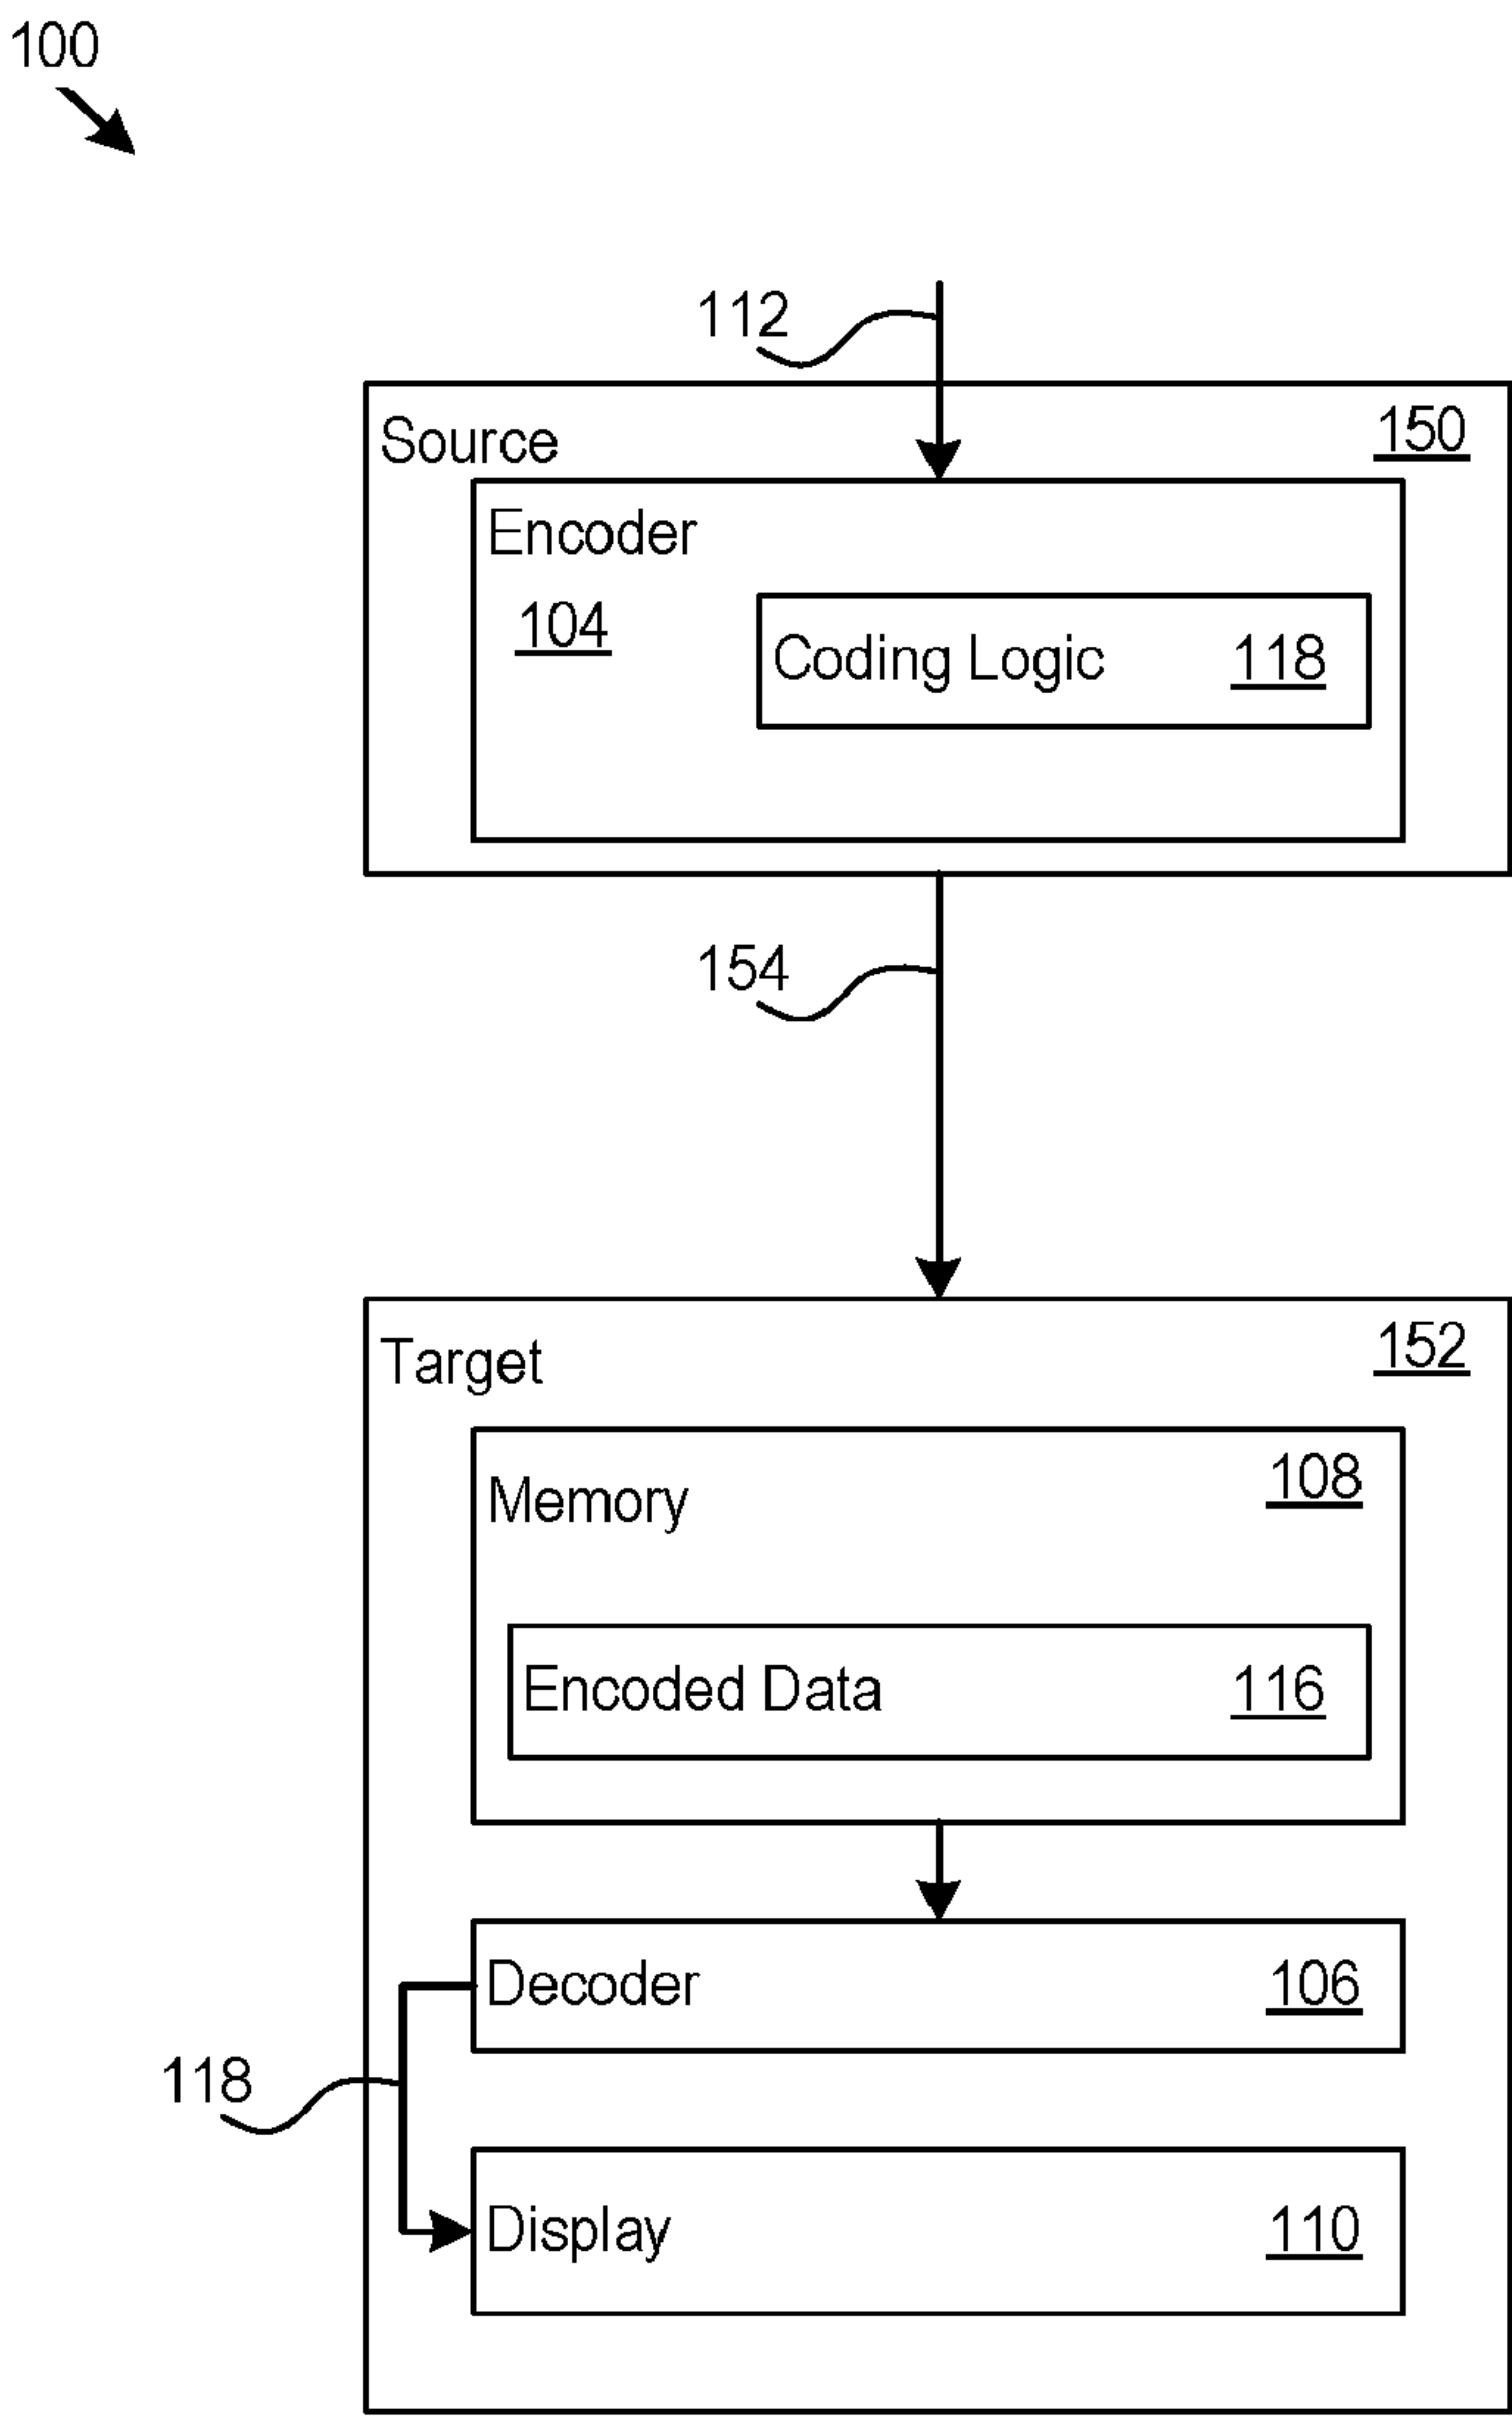 100
112
Source 150
Encoder
104
Coding Logic 118
154
Target 152
Memory 108
Encoded Data 116
Decoder 106
118
Display 110